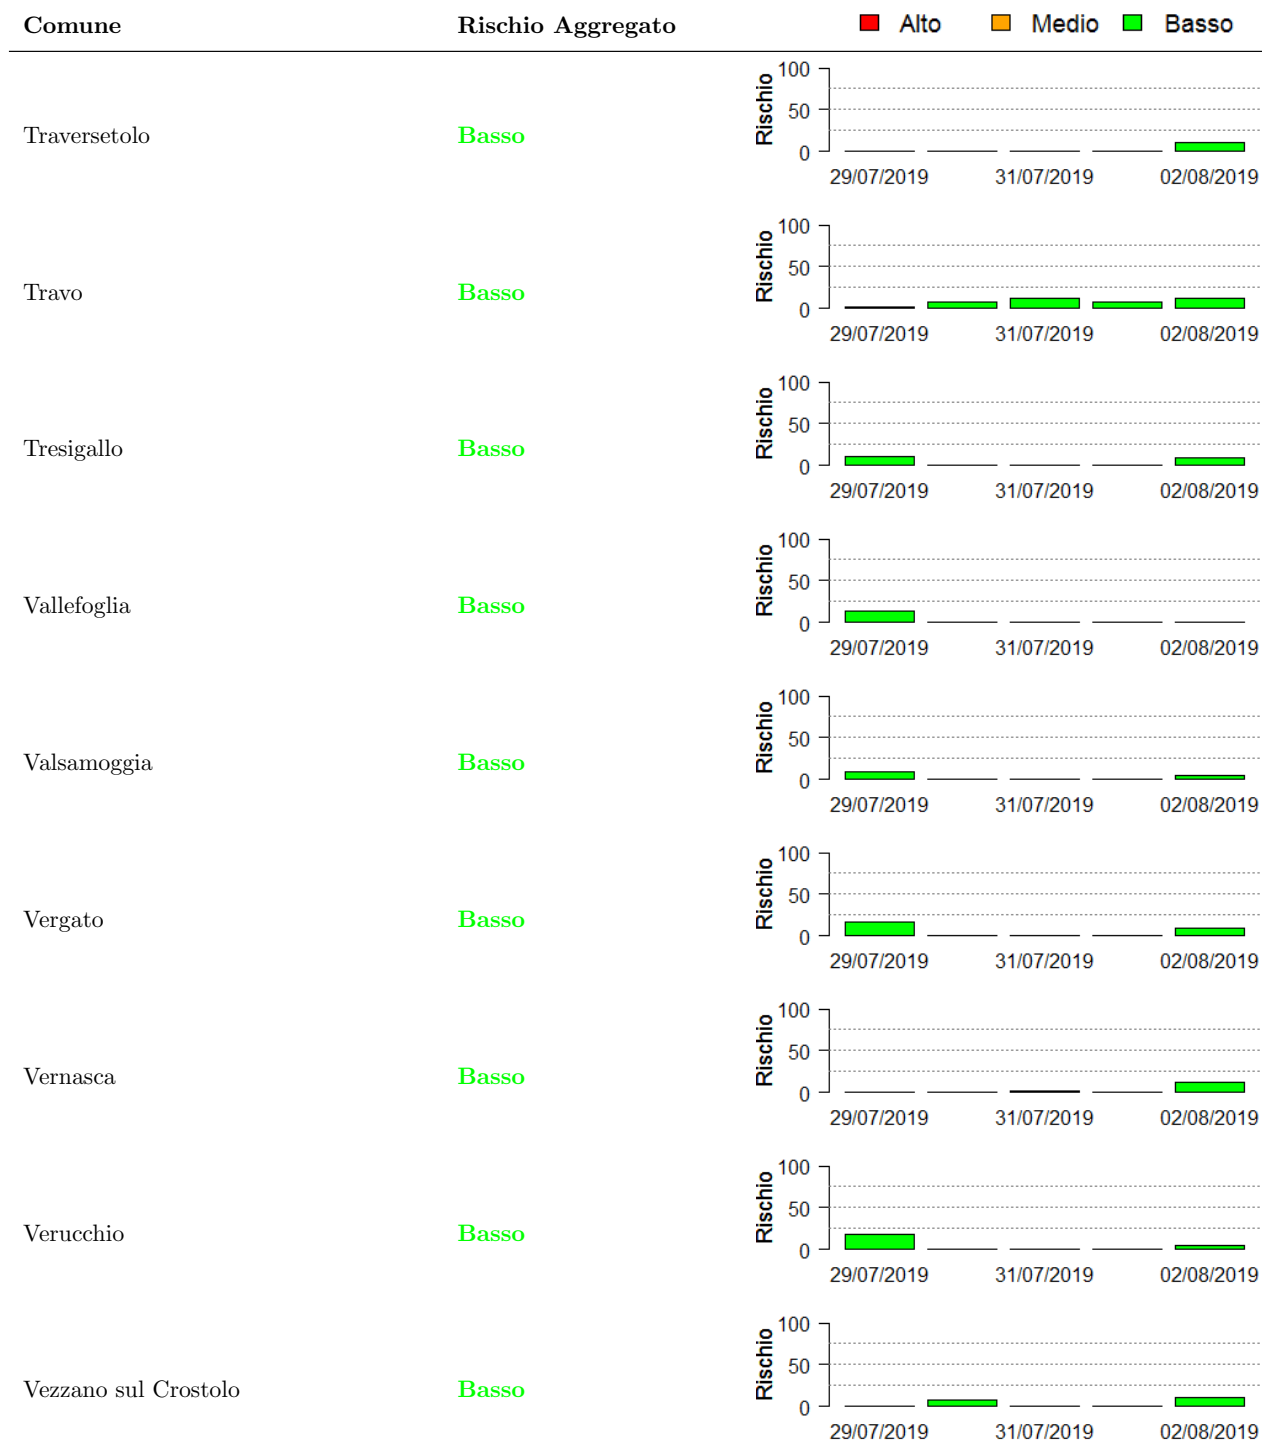 Comune Rischio Aggregato Alto Medio Basso
Traversetolo Basso Rischio 100 50 0
29/07/2019 31/07/2019 02/08/2019
Travo Basso Rischio 100 50 0
29/07/2019 31/07/2019 02/08/2019
Tresigallo Basso Rischio 100 50 0
29/07/2019 31/07/2019 02/08/2019
Vallefoglia Basso Rischio 100 50 0
29/07/2019 31/07/2019 02/08/2019
Valsamoggia Basso Rischio 100 50 0
29/07/2019 31/07/2019 02/08/2019
Vergato Basso Rischio 100 50 0
29/07/2019 31/07/2019 02/08/2019
Vernasca Basso Rischio 100 50 0
29/07/2019 31/07/2019 02/08/2019
Verucchio Basso Rischio 100 50 0
29/07/2019 31/07/2019 02/08/2019
Vezzano sul Crostolo Basso Rischio 100 50 0
29/07/2019 31/07/2019 02/08/2019